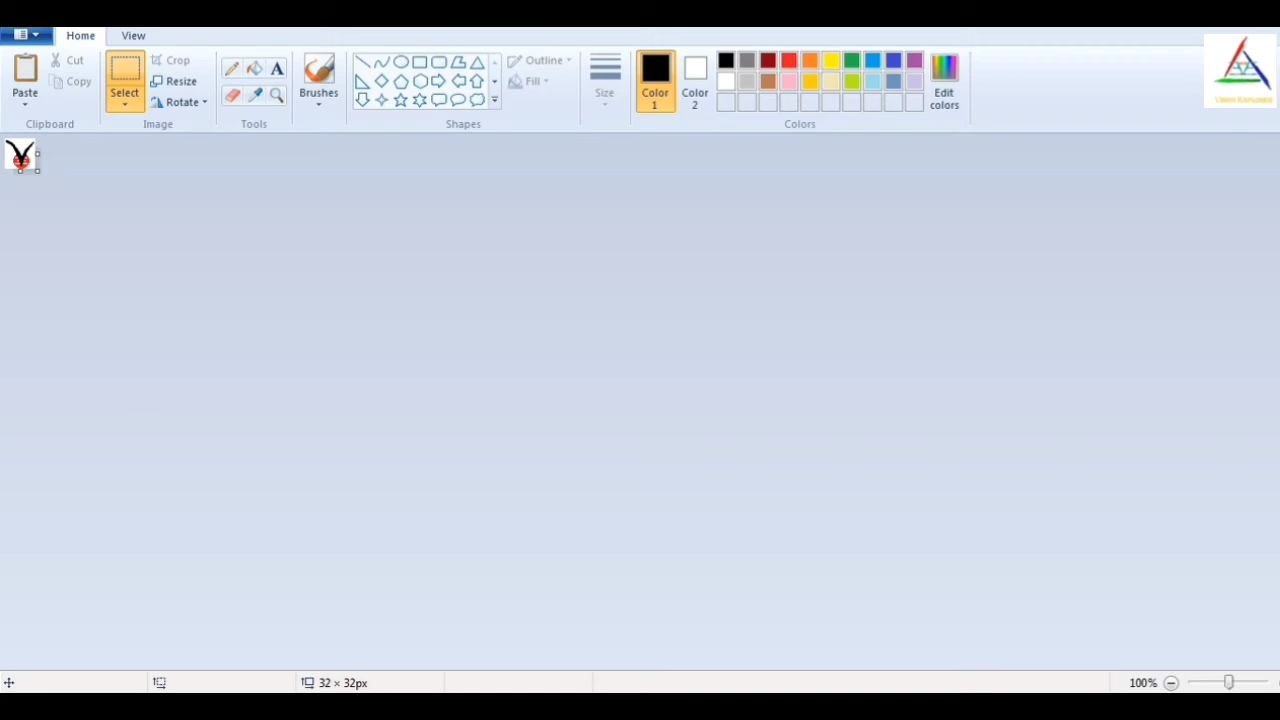 Home View
Cut
Copy
Paste
Clipboard
Select
Crop
Resize
Rotate
Image
A
Tools
Brushes
Shapes
Outline
Fill
Size
Color
1
Color
2
Edit
colors
Colors
V
32 × 32px
100%